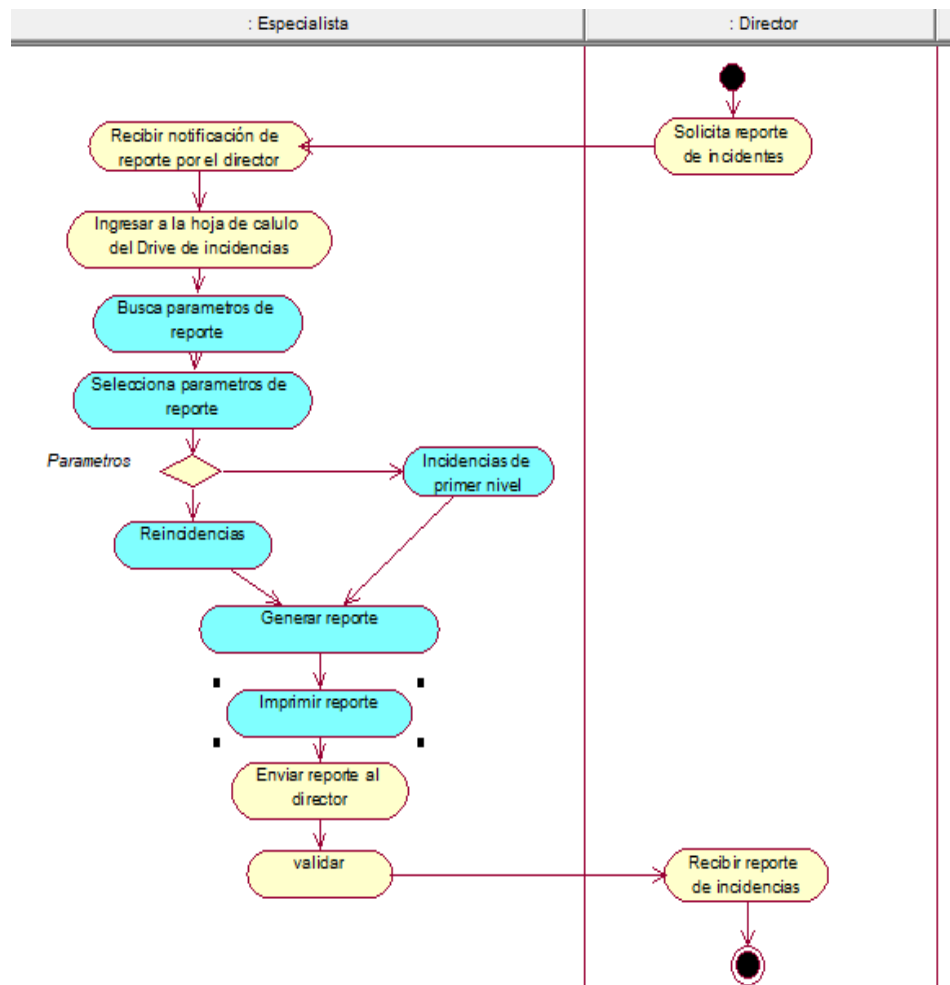 : Especialista
: Director
Solicita reporte
de incidentes
Recibir notificación de
reporte por el director
Ingresar a la hoja de calulo
del Drive de incidencias
Busca parametros de
reporte
Selecciona parametros de
reporte
Parametros
Incidencias de
primer nivel
Reincidencias
Generar reporte
Imprimir reporte
Enviar reporte al
director
validar
Recibir reporte
de incidencias